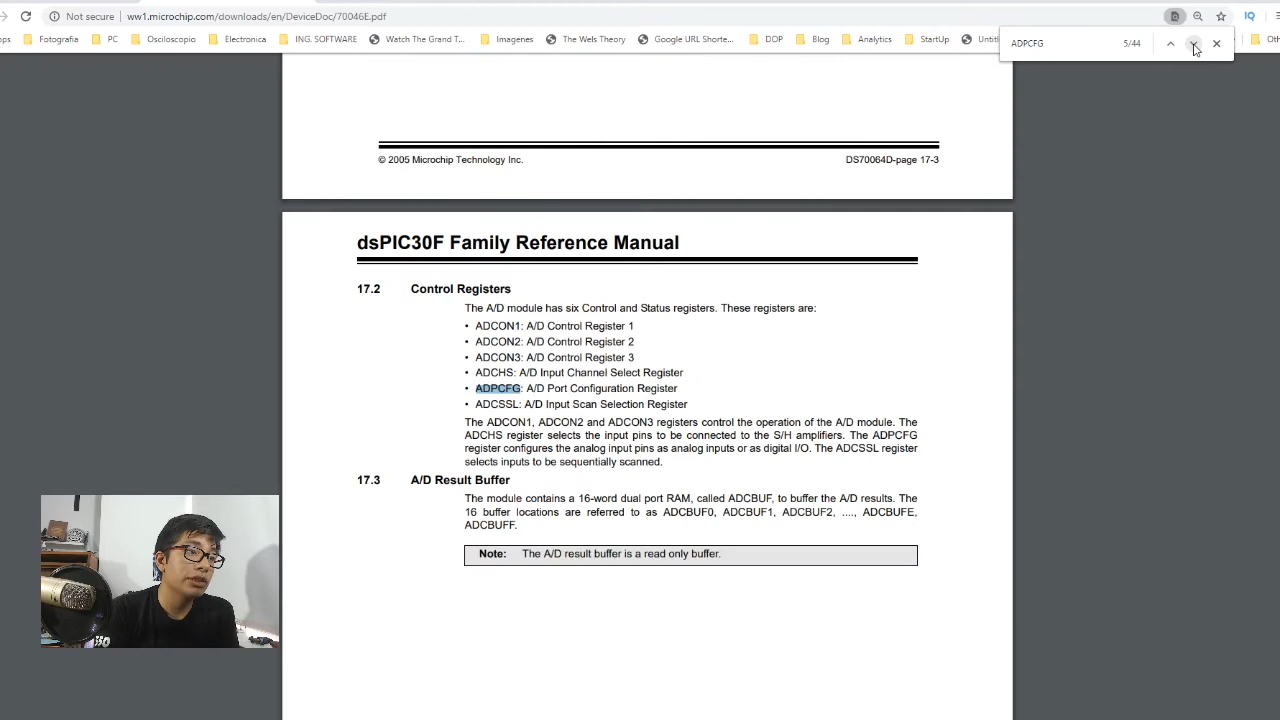 Not secure | ww1.microchip.com/downloads/en/DeviceDoc/70046E.pdf
Fotografia PC Osciloscopio Electronica ING. SOFTWARE Watch The Grand T... Imagenes The Wels Theory Google URL Shorte... DOP Blog Analytics StartUp
ADPCFG 5/44
© 2005 Microchip Technology Inc. DS70064D-page 17-3
dsPIC30F Family Reference Manual
17.2 Control Registers
The A/D module has six Control and Status registers. These registers are:
• ADCON1: A/D Control Register 1
• ADCON2: A/D Control Register 2
• ADCON3: A/D Control Register 3
• ADCHS: A/D Input Channel Select Register
• ADPCFG: A/D Port Configuration Register
• ADCSSL: A/D Input Scan Selection Register
The ADCON1, ADCON2 and ADCON3 registers control the operation of the A/D module. The
ADCHS register selects the input pins to be connected to the S/H amplifiers. The ADPCFG
register configures the analog input pins as analog inputs or as digital I/O. The ADCSSL register
selects inputs to be sequentially scanned.
17.3 A/D Result Buffer
The module contains a 16-word dual port RAM, called ADCBUF, to buffer the A/D results. The
16 buffer locations are referred to as ADCBUF0, ADCBUF1, ADCBUF2, ...., ADCBUFE,
ADCBUFF.
Note: The A/D result buffer is a read only buffer.